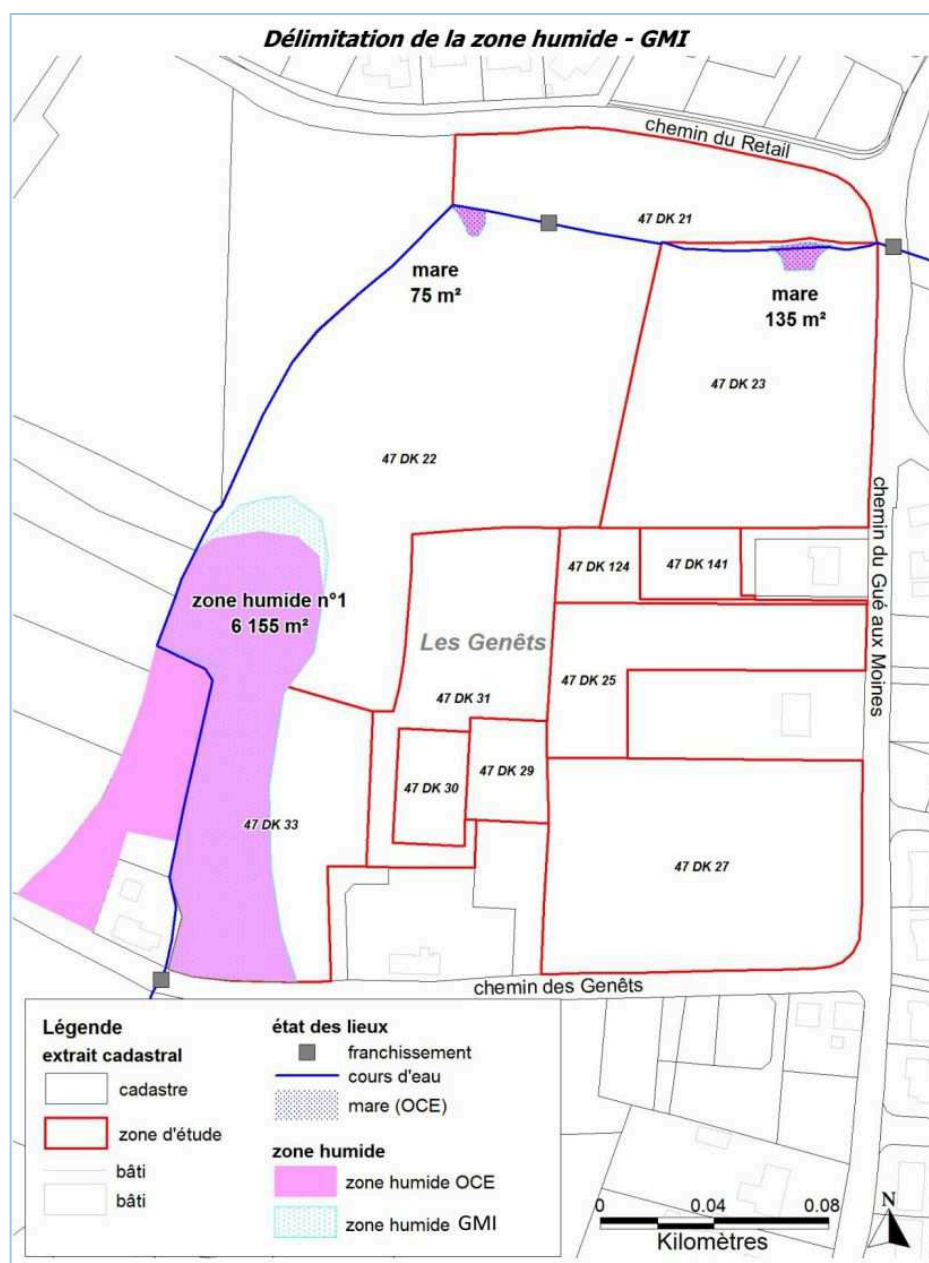 Délimitation de la zone humide - GMI
chemin du Retail
47 DK 21
mare
75 m²
mare
135 m²
47 DK 23
47 DK 22
chemin du Gué aux Moines
47 DK 124
47 DK 141
zone humide n°1
6 155 m²
Les Genêts
47 DK 25
47 DK 31
47 DK 29
47 DK 30
47 DK 33
47 DK 27
chemin des Genêts
Légende
extrait cadastral
cadastre
zone d'étude
bâti
bâti
état des lieux
franchissement
cours d'eau
mare (OCE)
zone humide
zone humide OCE
zone humide GMI
0 0.04 0.08
Kilomètres
N